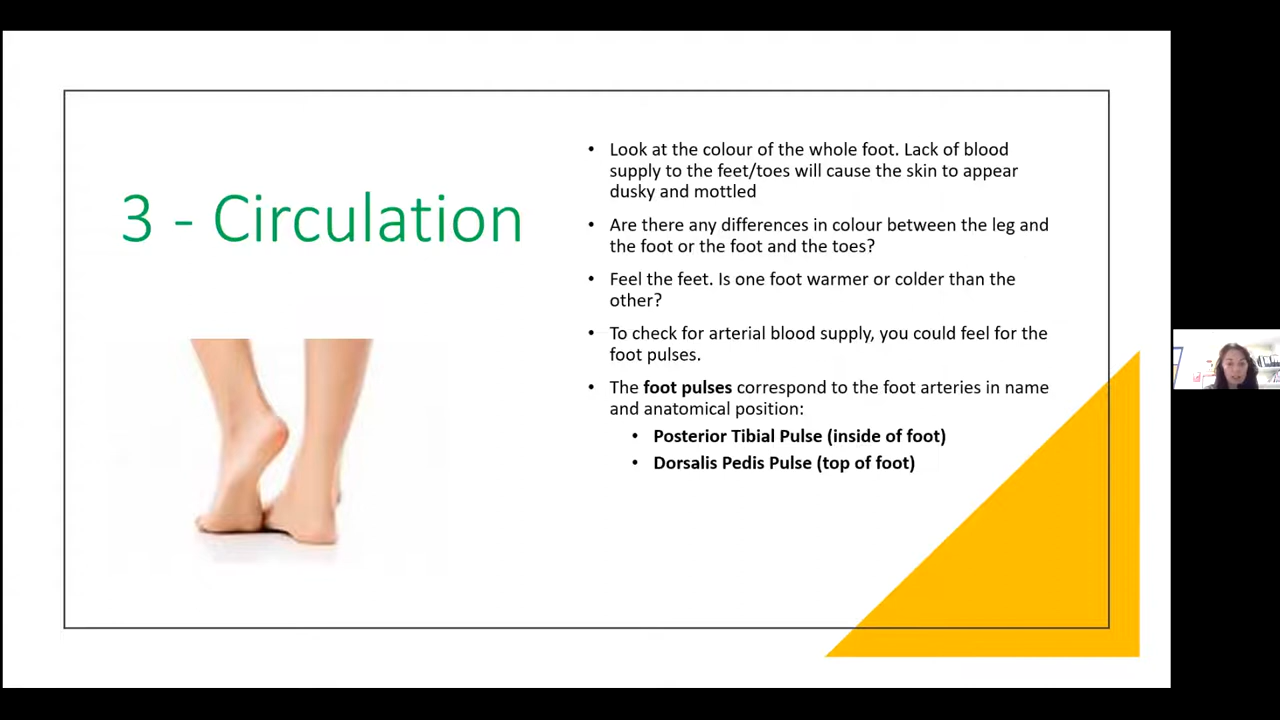 3 - Circulation
• Look at the colour of the whole foot. Lack of blood
supply to the feet/toes will cause the skin to appear
dusky and mottled
• Are there any differences in colour between the leg and
the foot or the foot and the toes?
• Feel the feet. Is one foot warmer or colder than the
other?
• To check for arterial blood supply, you could feel for the
foot pulses.
• The foot pulses correspond to the foot arteries in name
and anatomical position:
• Posterior Tibial Pulse (inside of foot)
• Dorsalis Pedis Pulse (top of foot)